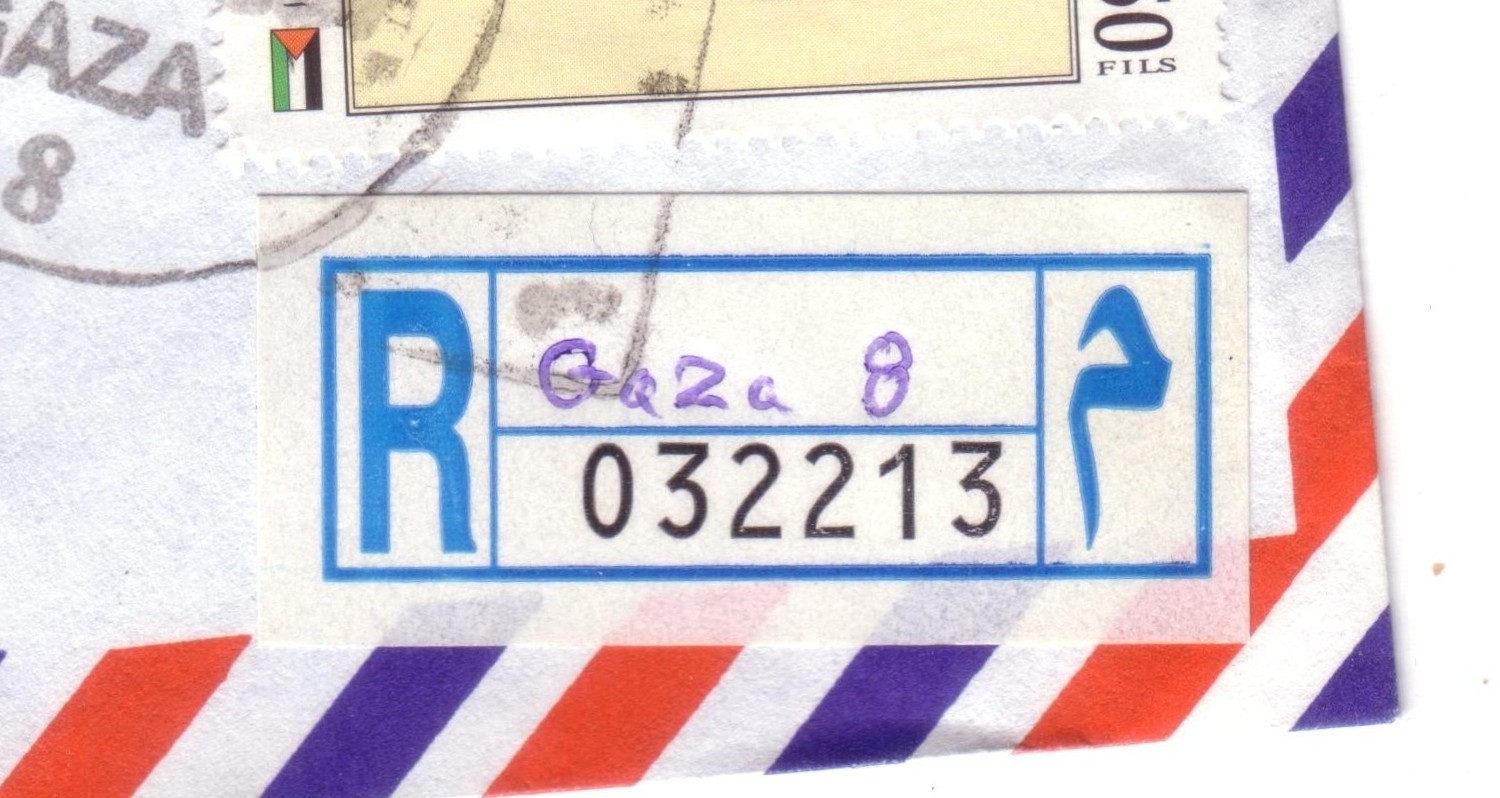 GAZA
8
FILS
R
Gaza 8
032213
م